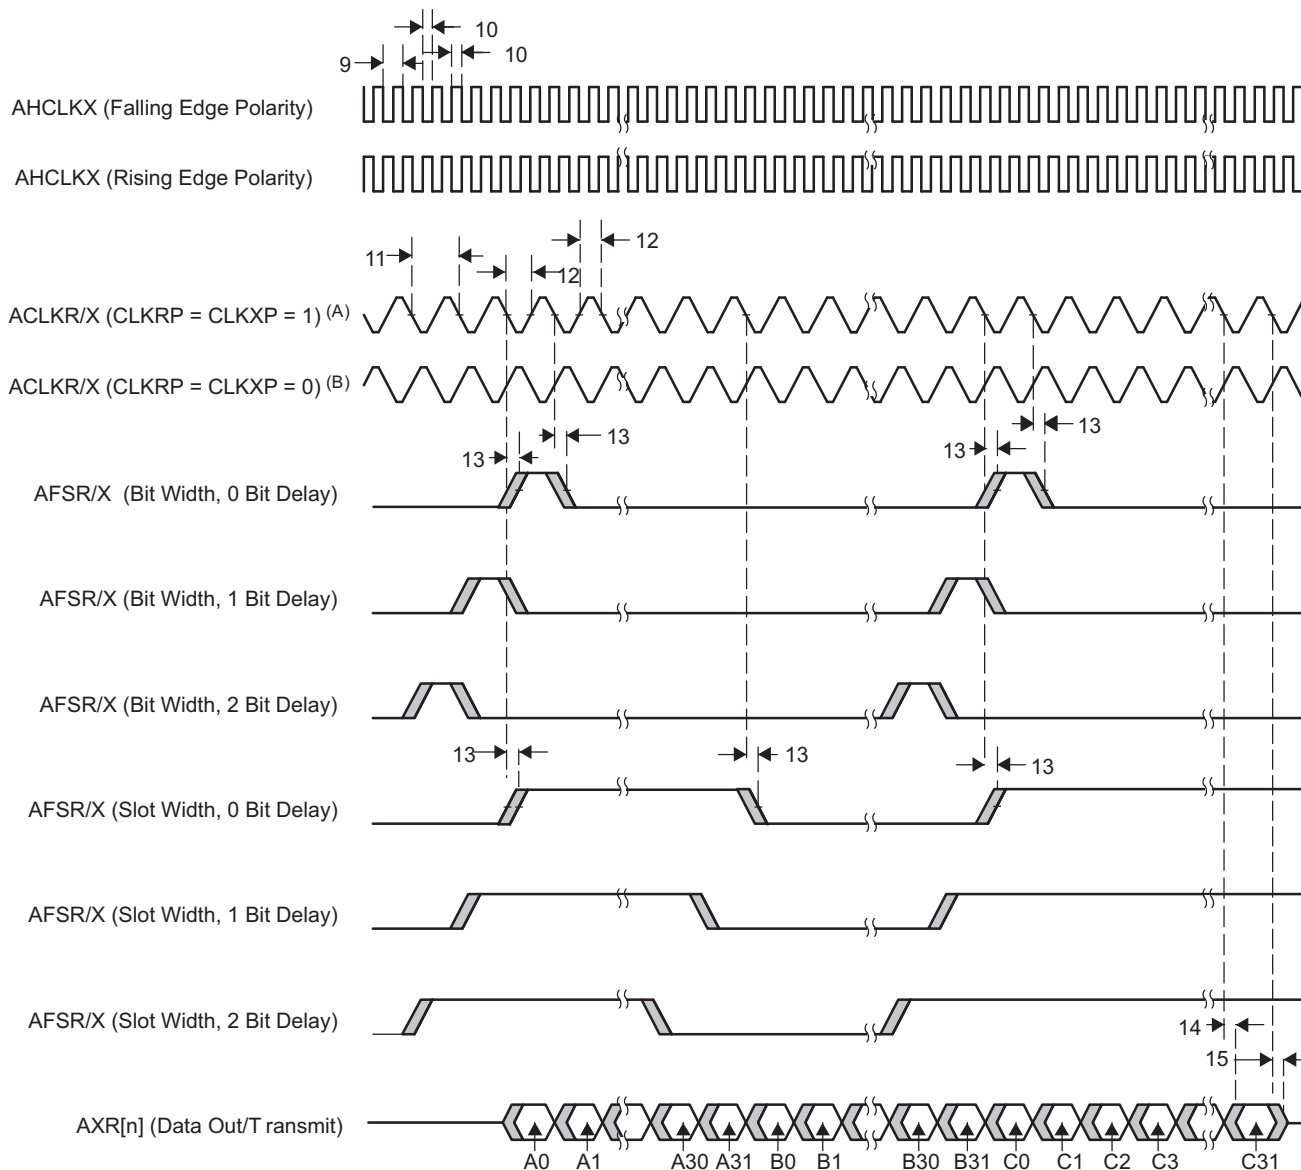 10
10
9
AHCLKX (Falling Edge Polarity)
AHCLKX (Rising Edge Polarity)
12
11
12
ACLKR/X (CLKRP = CLKXP = 1) (A)
ACLKR/X (CLKRP = CLKXP = 0) (B)
13
13
13
13
AFSR/X (Bit Width, 0 Bit Delay)
AFSR/X (Bit Width, 1 Bit Delay)
AFSR/X (Bit Width, 2 Bit Delay)
13
13
13
AFSR/X (Slot Width, 0 Bit Delay)
AFSR/X (Slot Width, 1 Bit Delay)
AFSR/X (Slot Width, 2 Bit Delay)
14
15
AXR[n] (Data Out/T ransmit)
A0 A1 A30 A31 B0 B1 B30 B31 C0 C1 C2 C3 C31